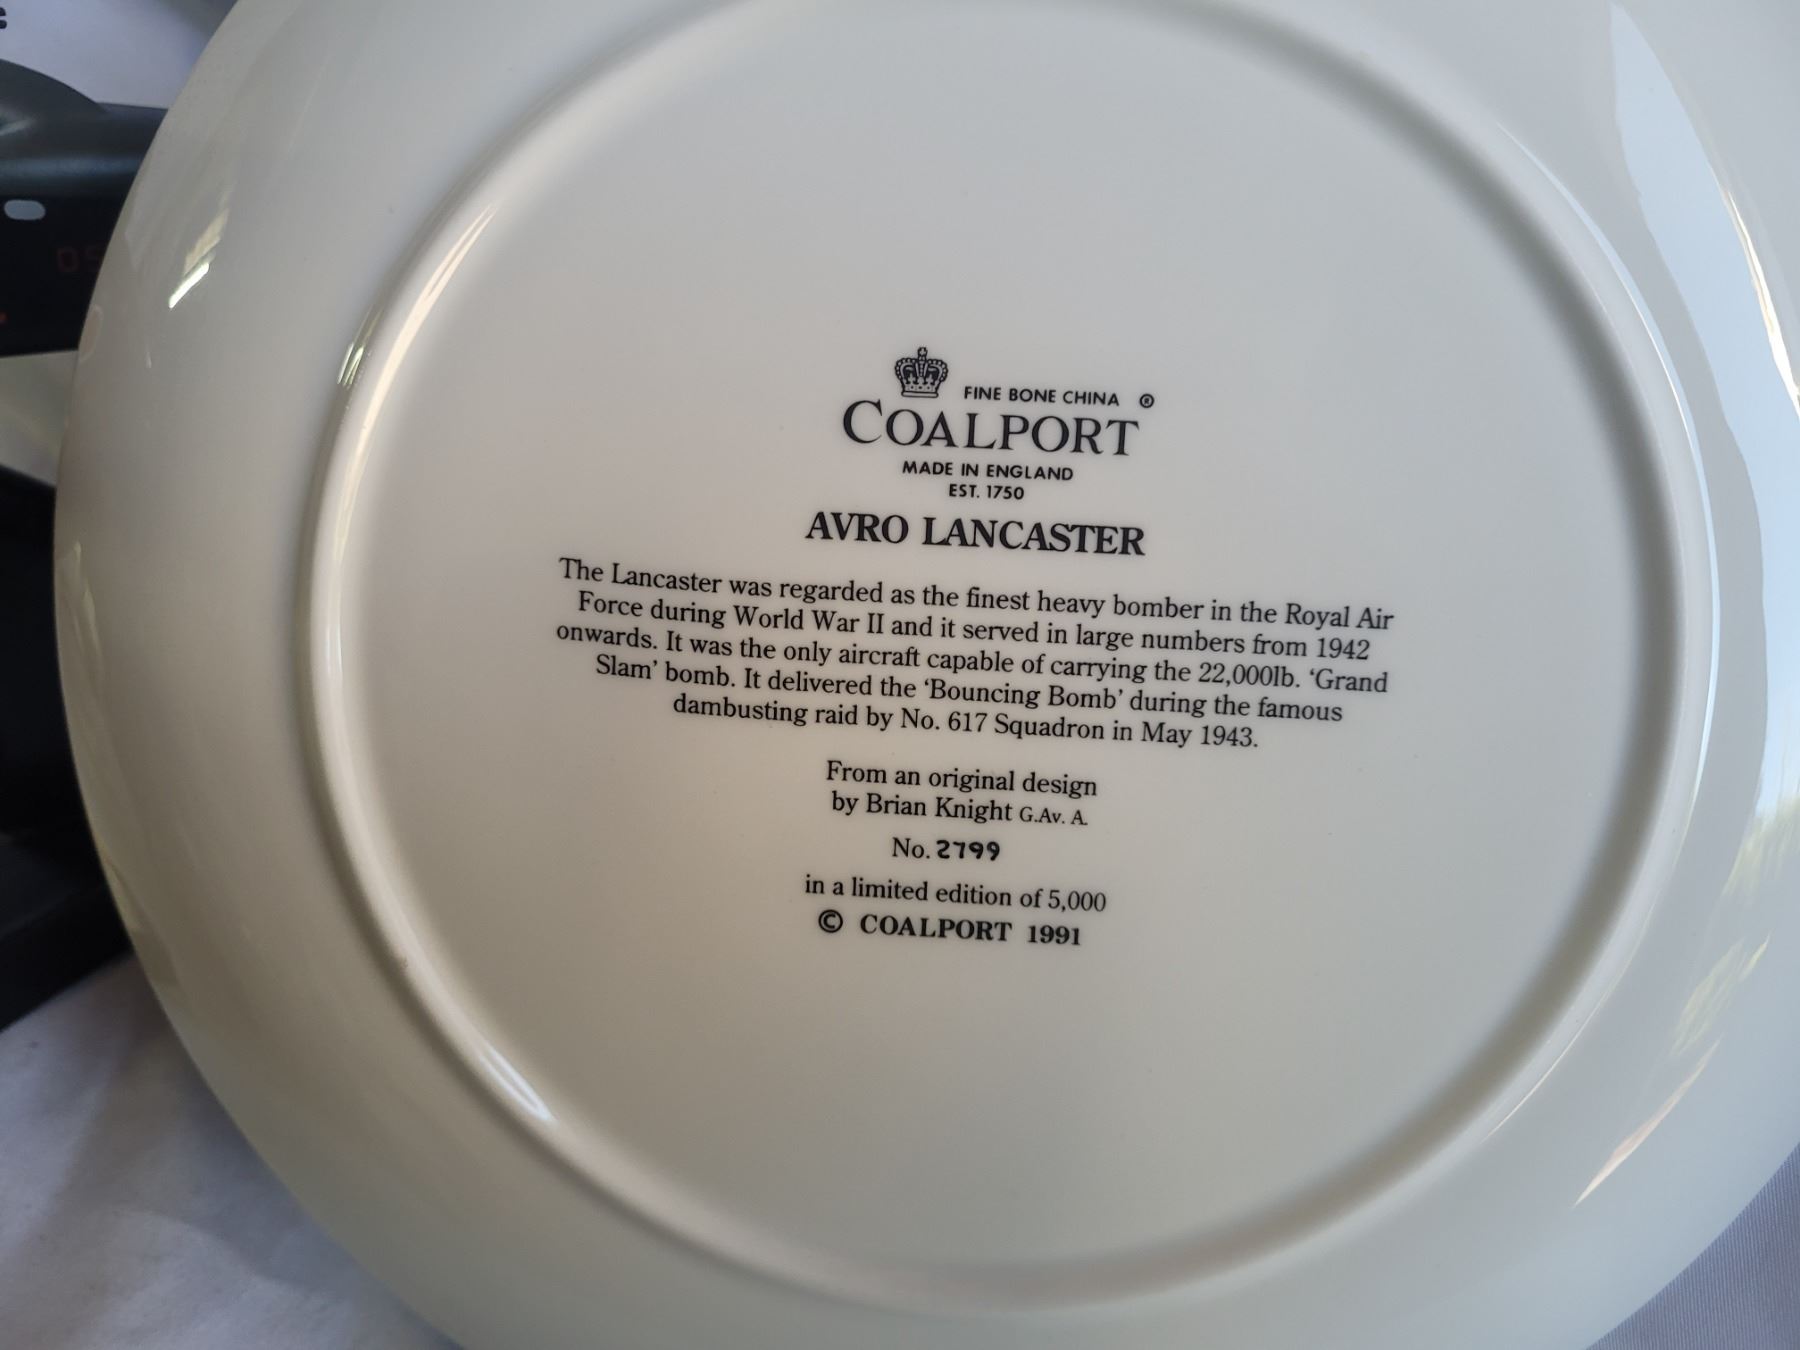 FINE BONE CHINA ®
COALPORT
MADE IN ENGLAND
EST. 1750
AVRO LANCASTER
The Lancaster was regarded as the finest heavy bomber in the Royal Air
Force during World War II and it served in large numbers from 1942
onwards. It was the only aircraft capable of carrying the 22,000lb. ‘Grand
Slam’ bomb. It delivered the ‘Bouncing Bomb’ during the famous
dambusting raid by No. 617 Squadron in May 1943.
From an original design
by Brian Knight G.Av. A.
No. 2799
in a limited edition of 5,000
© COALPORT 1991